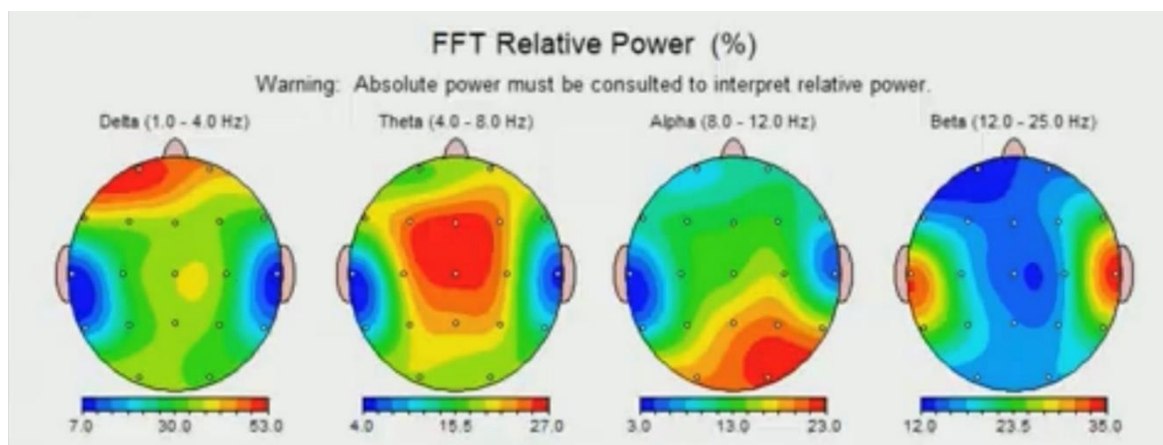 FFT Relative Power (%)
Warning: Absolute power must be consulted to interpret relative power.
Delta (1.0 - 4.0 Hz) Theta (4.0 - 8.0 Hz) Alpha (8.0 - 12.0 Hz) Beta (12.0 - 25.0 Hz)
7.0 30.0 53.0 4.0 15.5 27.0 3.0 13.0 23.0 12.0 23.5 35.0